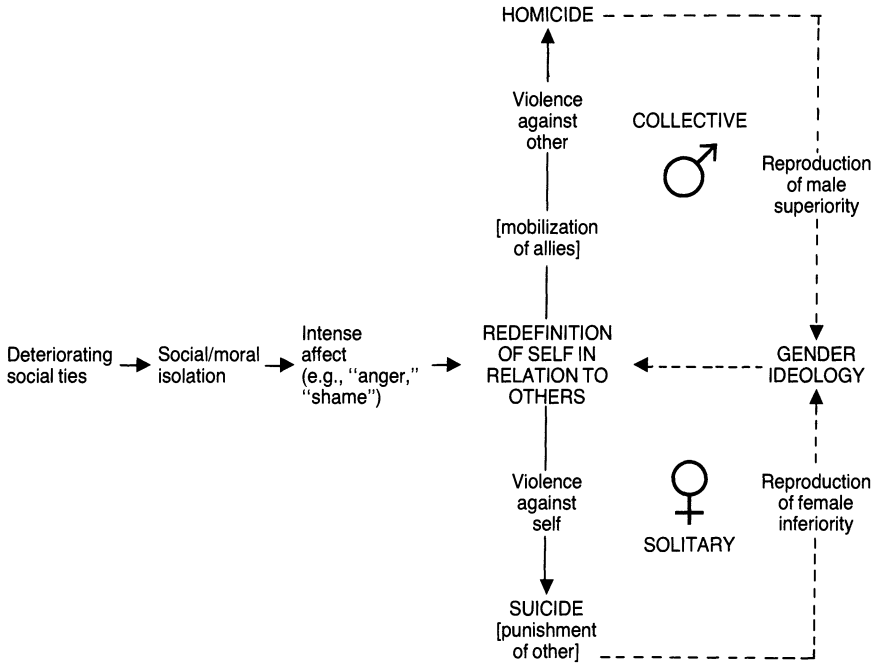 HOMICIDE
Violence
against
other
COLLECTIVE
Reproduction
of male
superiority
[mobilization
of allies]
Deteriorating
social ties
Social/moral
isolation
Intense
affect
(e.g., ‘‘anger,’’
‘‘shame’’)
REDEFINITION
OF SELF IN
RELATION TO
OTHERS
GENDER
IDEOLOGY
Violence
against
self
SOLITARY
Reproduction
of female
inferiority
SUICIDE
[punishment
of other]